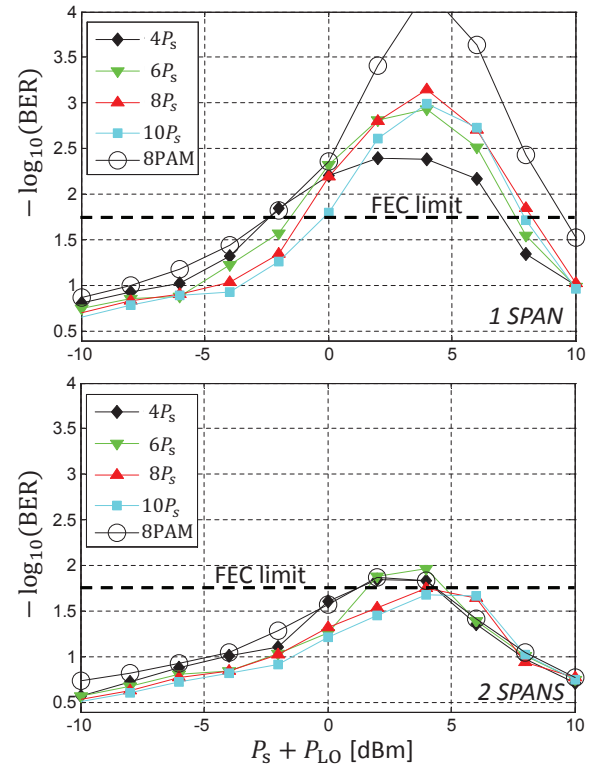 4
4Ps
3.5
6Ps
8Ps
3
10Ps
8PAM
2.5
− log10(BER)
2
FEC limit
1.5
1
1 SPAN
0.5
-10 -5 0 5 10
4
4Ps
3.5
6Ps
8Ps
3
10Ps
8PAM
2.5
− log10(BER)
2
FEC limit
1.5
1
2 SPANS
0.5
-10 -5 0 5 10
Ps + PLO [dBm]